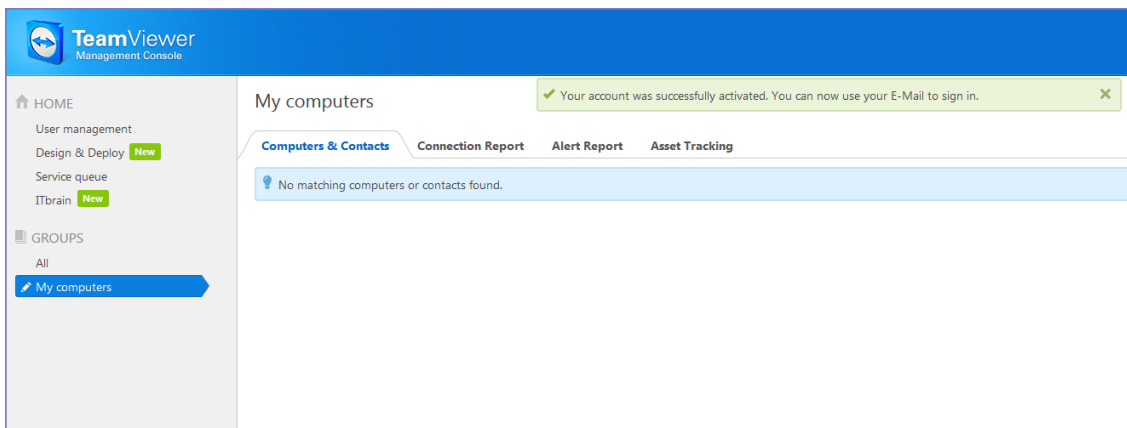 TeamViewer
Management Console
HOME
User management
Design & Deploy New
Service queue
ITbrain New
GROUPS
All
My computers
My computers
Your account was successfully activated. You can now use your E-Mail to sign in.
Computers & Contacts Connection Report Alert Report Asset Tracking
No matching computers or contacts found.